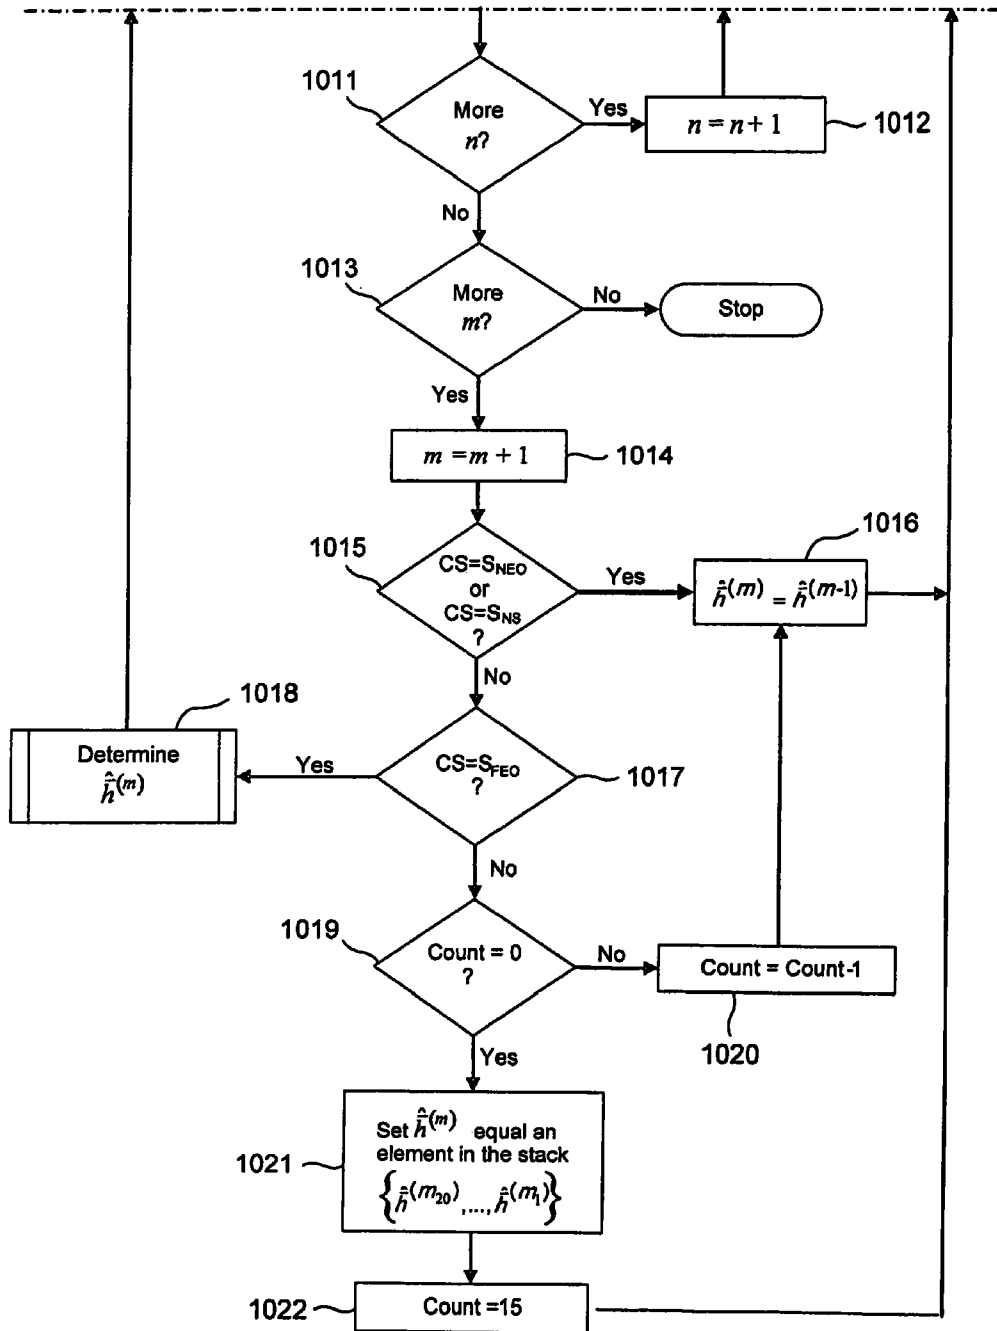 1011
More
n?
Yes
n = n + 1
1012
No
1013
More
m?
No
Stop
Yes
m = m + 1
1014
1015
CS=S_NEO
or
CS=S_NS
?
Yes
1016
ĥ^(m) = ĥ^(m-1)
No
1018
Determine
ĥ^(m)
Yes
CS=S_FEO
?
1017
No
1019
Count = 0
?
No
Count = Count-1
1020
Yes
1021
Set ĥ^(m) equal an
element in the stack
{ĥ^(m_20) ,..., ĥ^(m_1)}
1022
Count =15